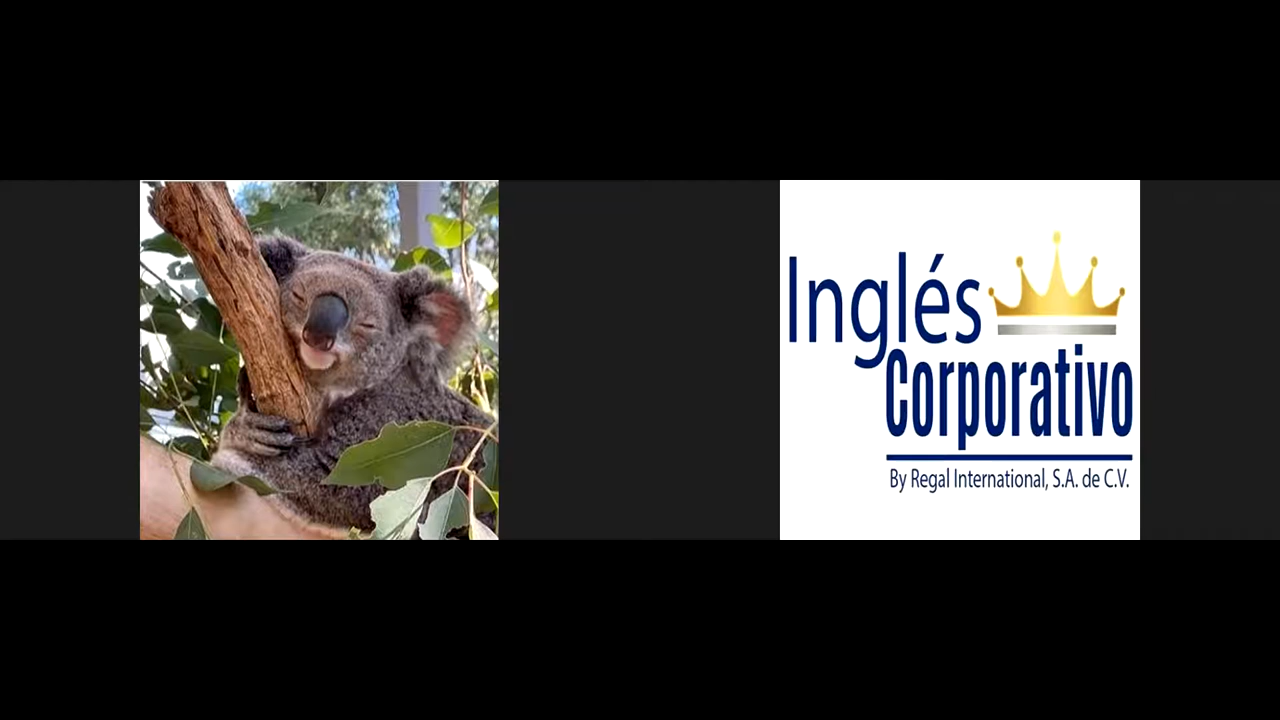 Inglés
Corporativo
By Regal International, S.A. de C.V.